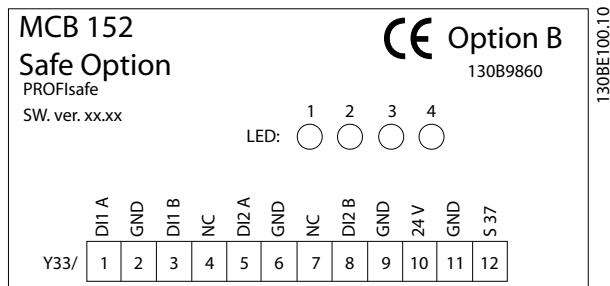 MCB 152
CE Option B
Safe Option
130B9860
PROFIsafe
SW. ver. xx.xx
1 2 3 4
LED:
DI1 A GND DI1 B NC DI2 A GND NC DI2 B GND 24 V GND S 37
Y33/ 1 2 3 4 5 6 7 8 9 10 11 12
130BE100.10